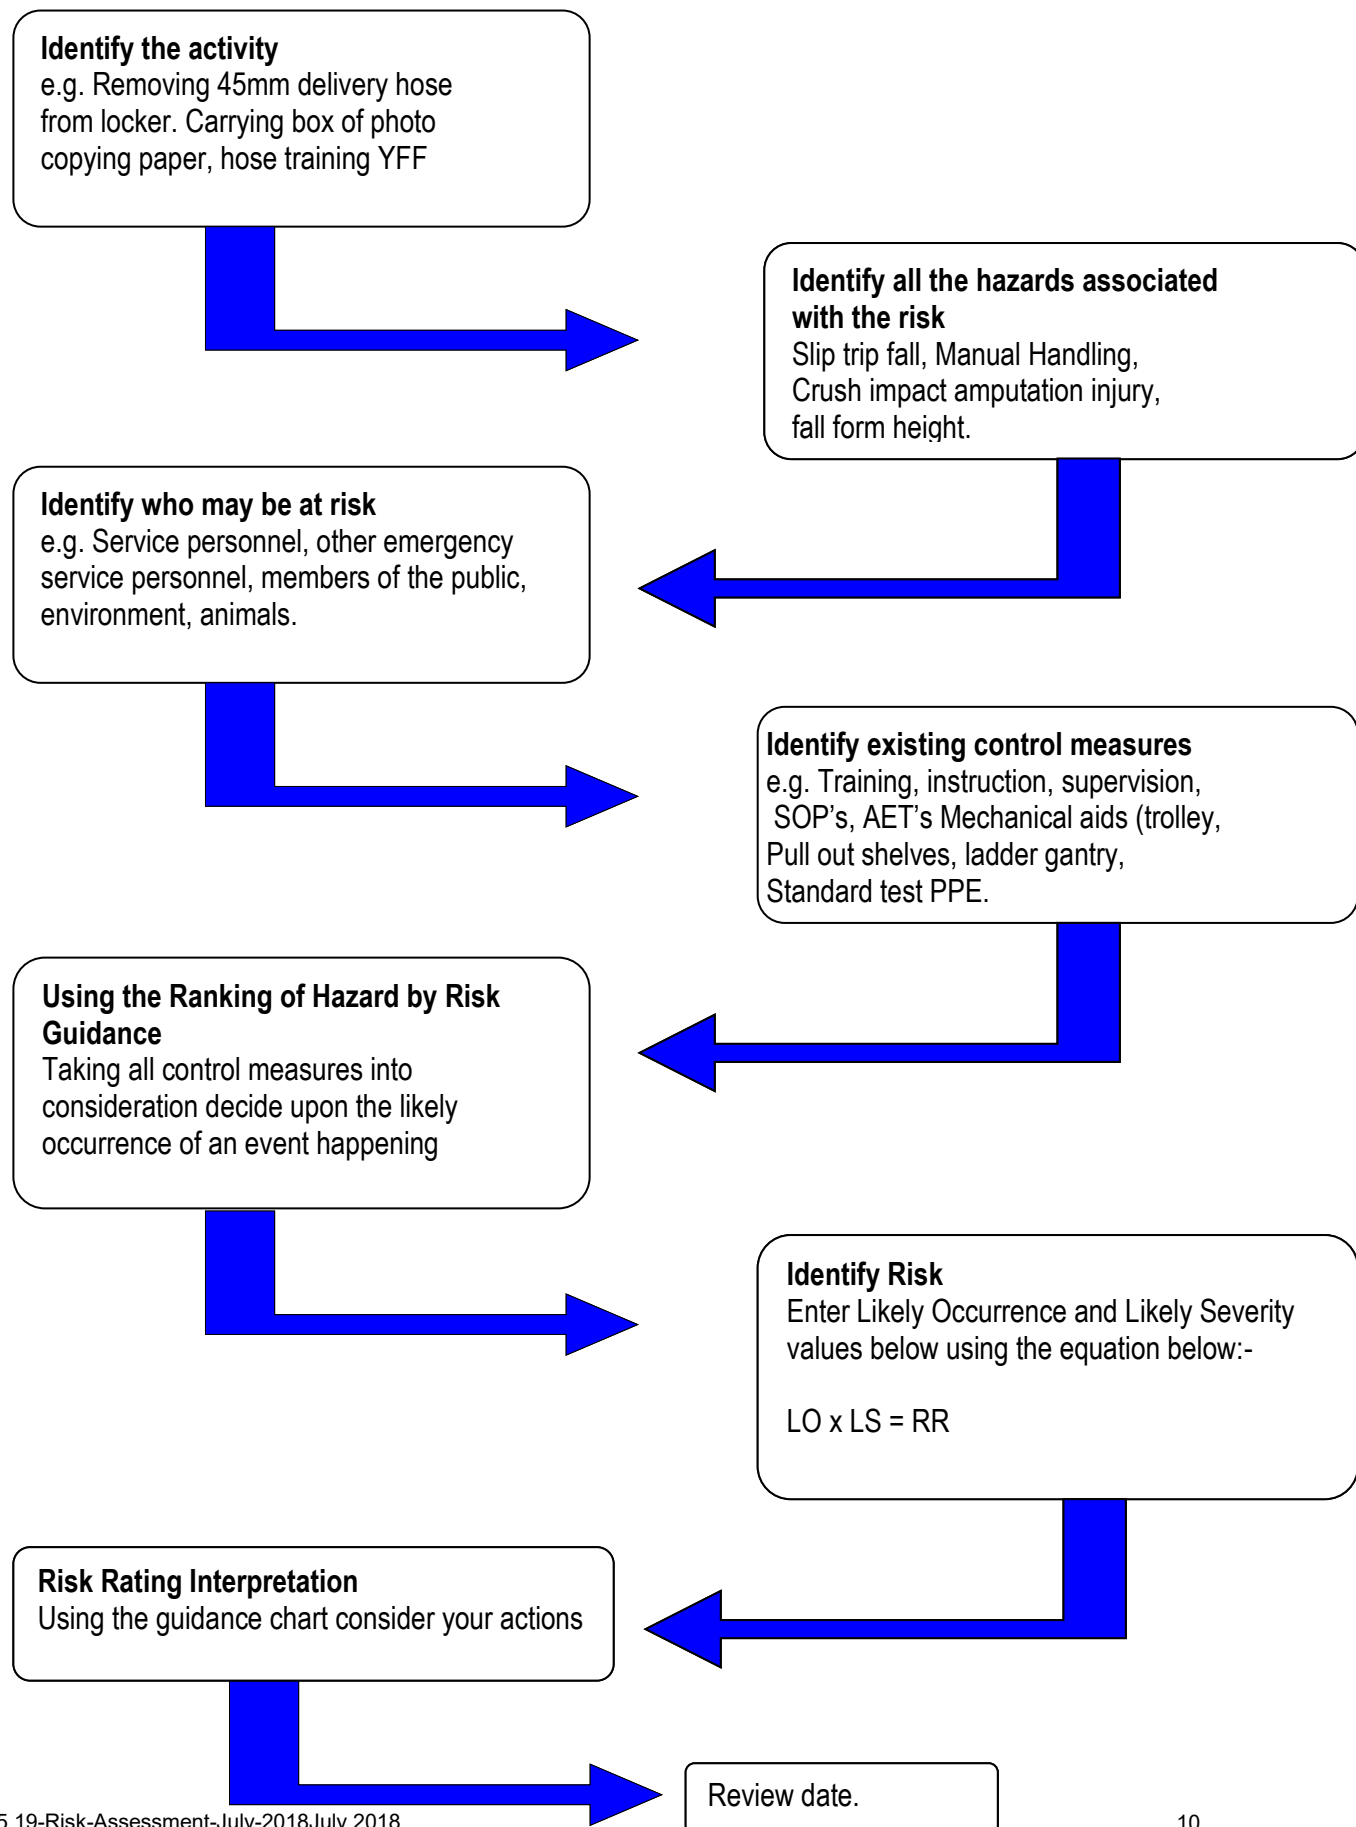 Identify the activity
e.g. Removing 45mm delivery hose
from locker. Carrying box of photo
copying paper, hose training YFF
Identify all the hazards associated
with the risk
Slip trip fall, Manual Handling,
Crush impact amputation injury,
fall form height.
Identify who may be at risk
e.g. Service personnel, other emergency
service personnel, members of the public,
environment, animals.
Identify existing control measures
e.g. Training, instruction, supervision,
SOP's, AET's Mechanical aids (trolley,
Pull out shelves, ladder gantry,
Standard test PPE.
Using the Ranking of Hazard by Risk
Guidance
Taking all control measures into
consideration decide upon the likely
occurrence of an event happening
Identify Risk
Enter Likely Occurrence and Likely Severity
values below using the equation below:-
LO x LS = RR
Risk Rating Interpretation
Using the guidance chart consider your actions
Review date.
5.19-Risk-Assessment-July-2018July 2018
10